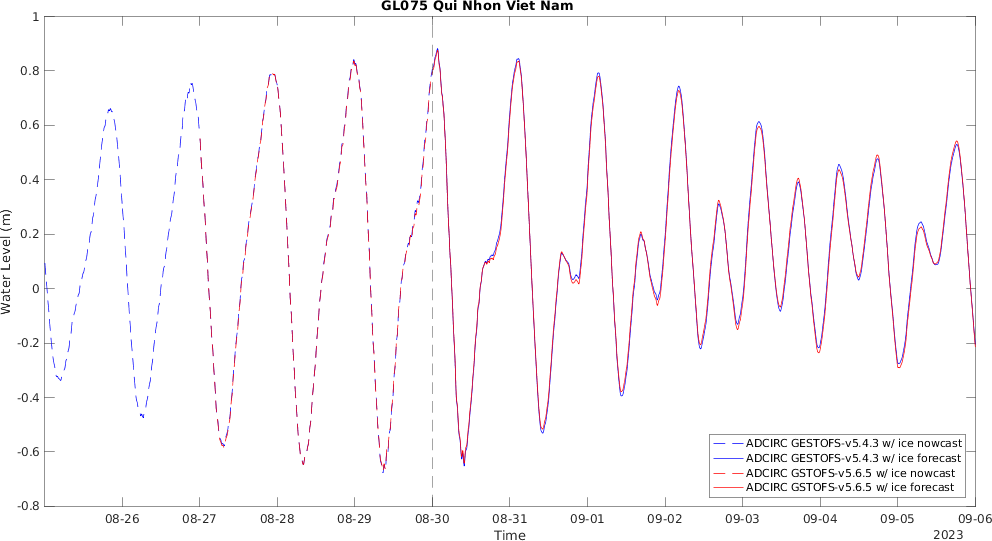 GL075 Qui Nhon Viet Nam
1
0.8
0.6
0.4
0.2
0
-0.2
-0.4
-0.6
-0.8
Water Level (m)
08-26 08-27 08-28 08-29 08-30 08-31 09-01 09-02 09-03 09-04 09-05 09-06
Time
2023
ADCIRC GESTOFS-v5.4.3 w/ ice nowcast
ADCIRC GESTOFS-v5.4.3 w/ ice forecast
ADCIRC GSTOFS-v5.6.5 w/ ice nowcast
ADCIRC GSTOFS-v5.6.5 w/ ice forecast